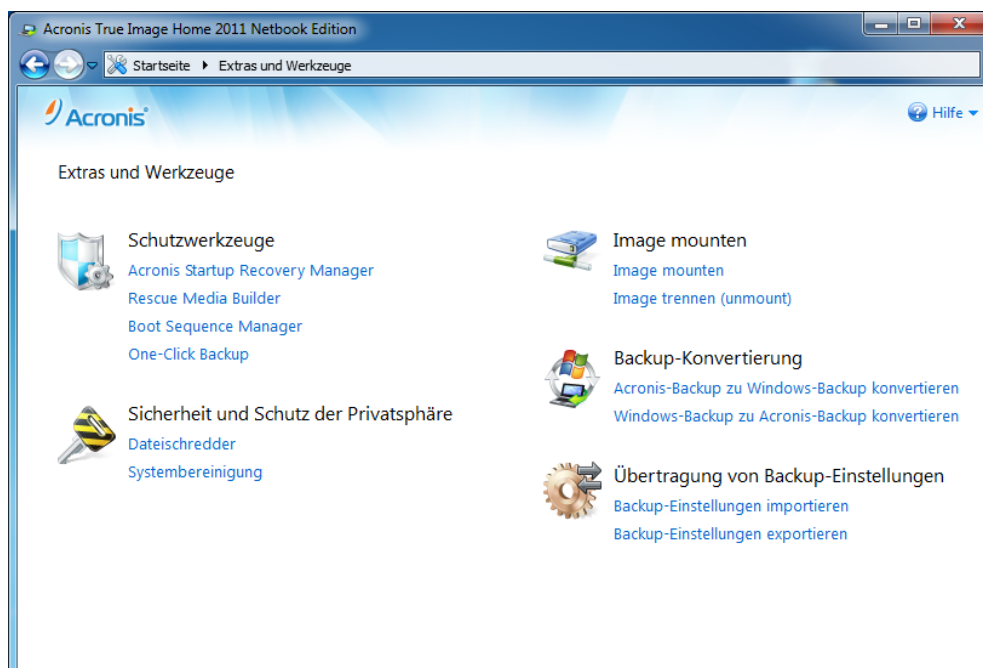 Acronis True Image Home 2011 Netbook Edition
Startseite Extras und Werkzeuge
Acronis
Hilfe
Extras und Werkzeuge
Schutzwerkzeuge
Acronis Startup Recovery Manager
Rescue Media Builder
Boot Sequence Manager
One-Click Backup
Sicherheit und Schutz der Privatsphäre
Dateischredder
Systembereinigung
Image mounten
Image mounten
Image trennen (unmount)
Backup-Konvertierung
Acronis-Backup zu Windows-Backup konvertieren
Windows-Backup zu Acronis-Backup konvertieren
Übertragung von Backup-Einstellungen
Backup-Einstellungen importieren
Backup-Einstellungen exportieren